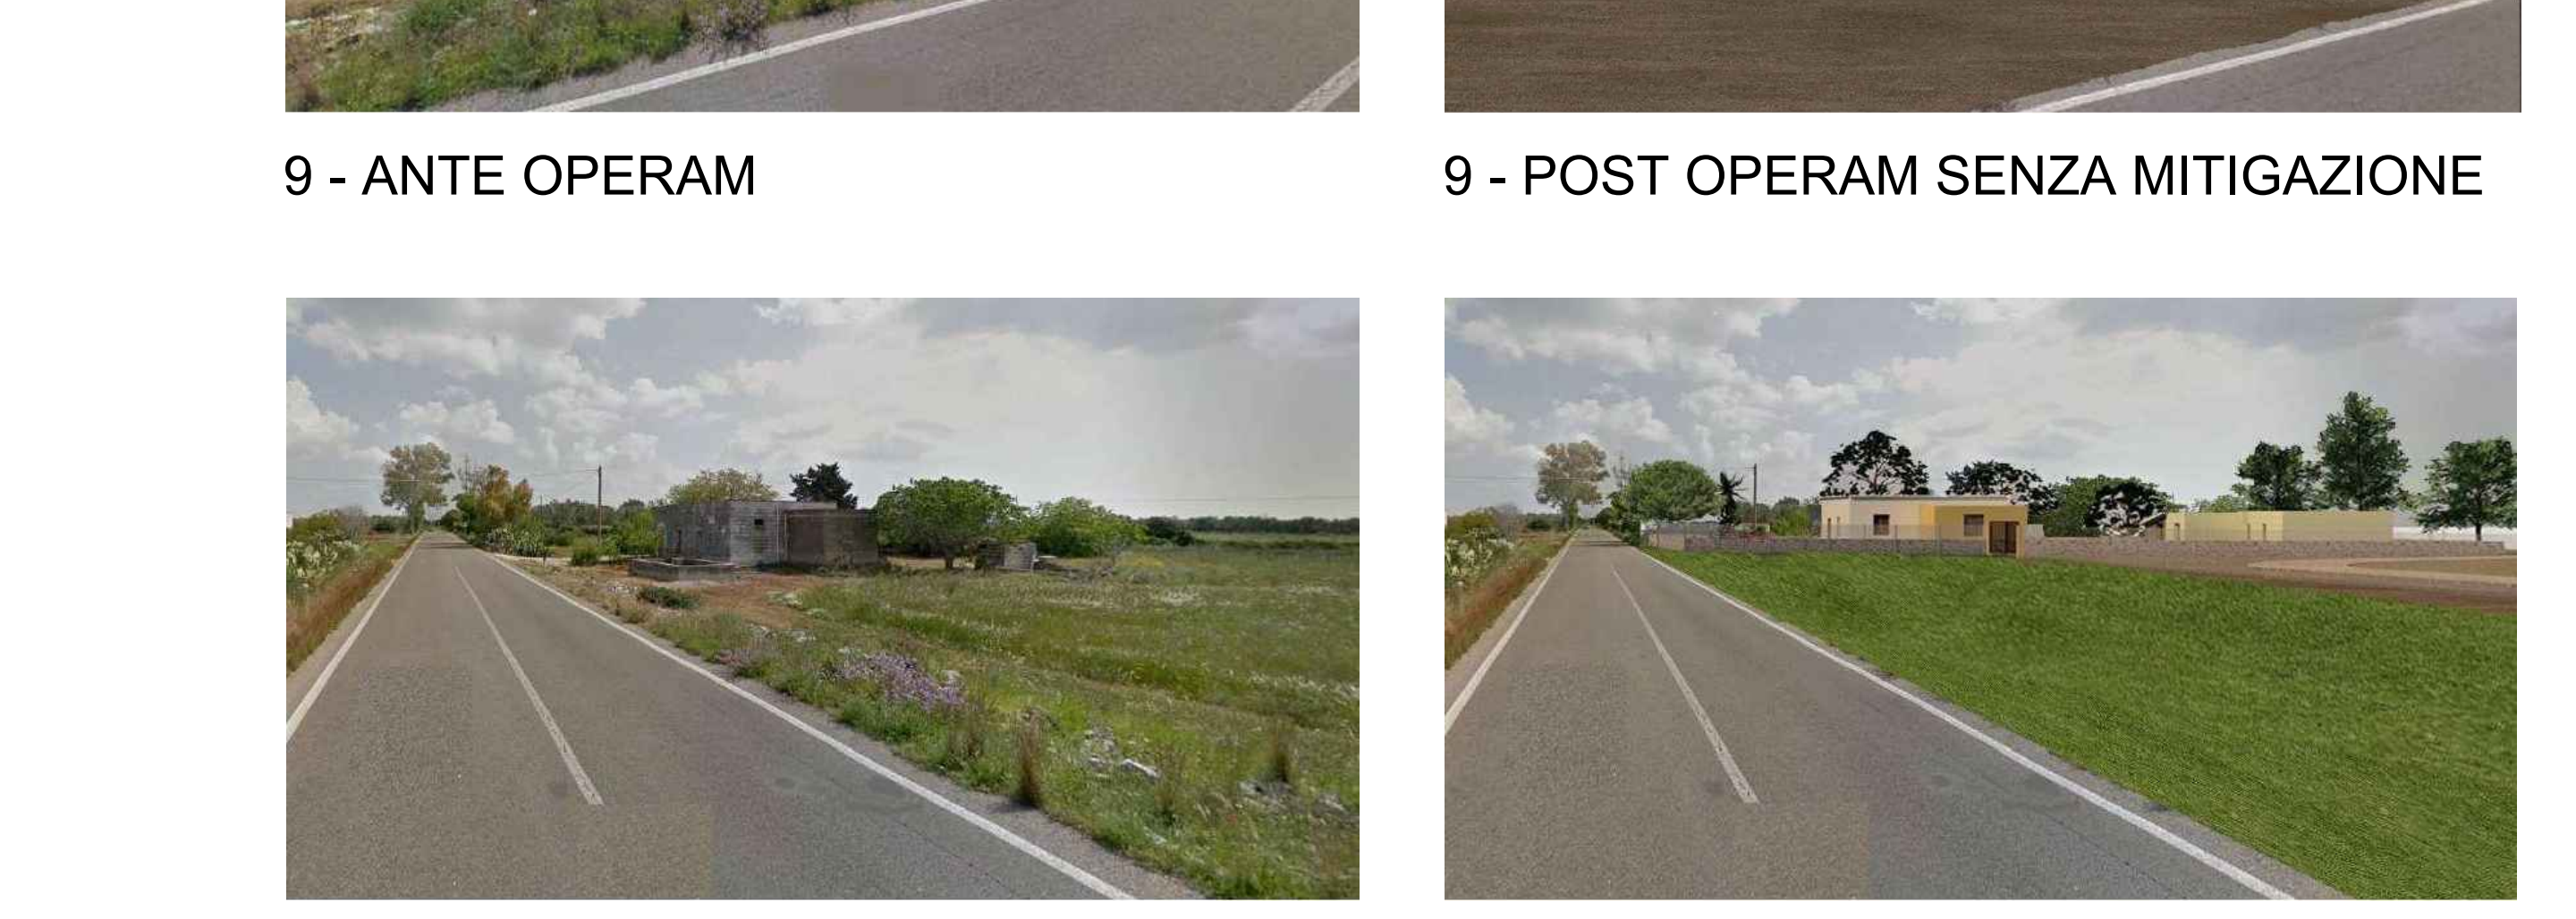 9 - ANTE OPERAM
9 - POST OPERAM SENZA MITIGAZIONE